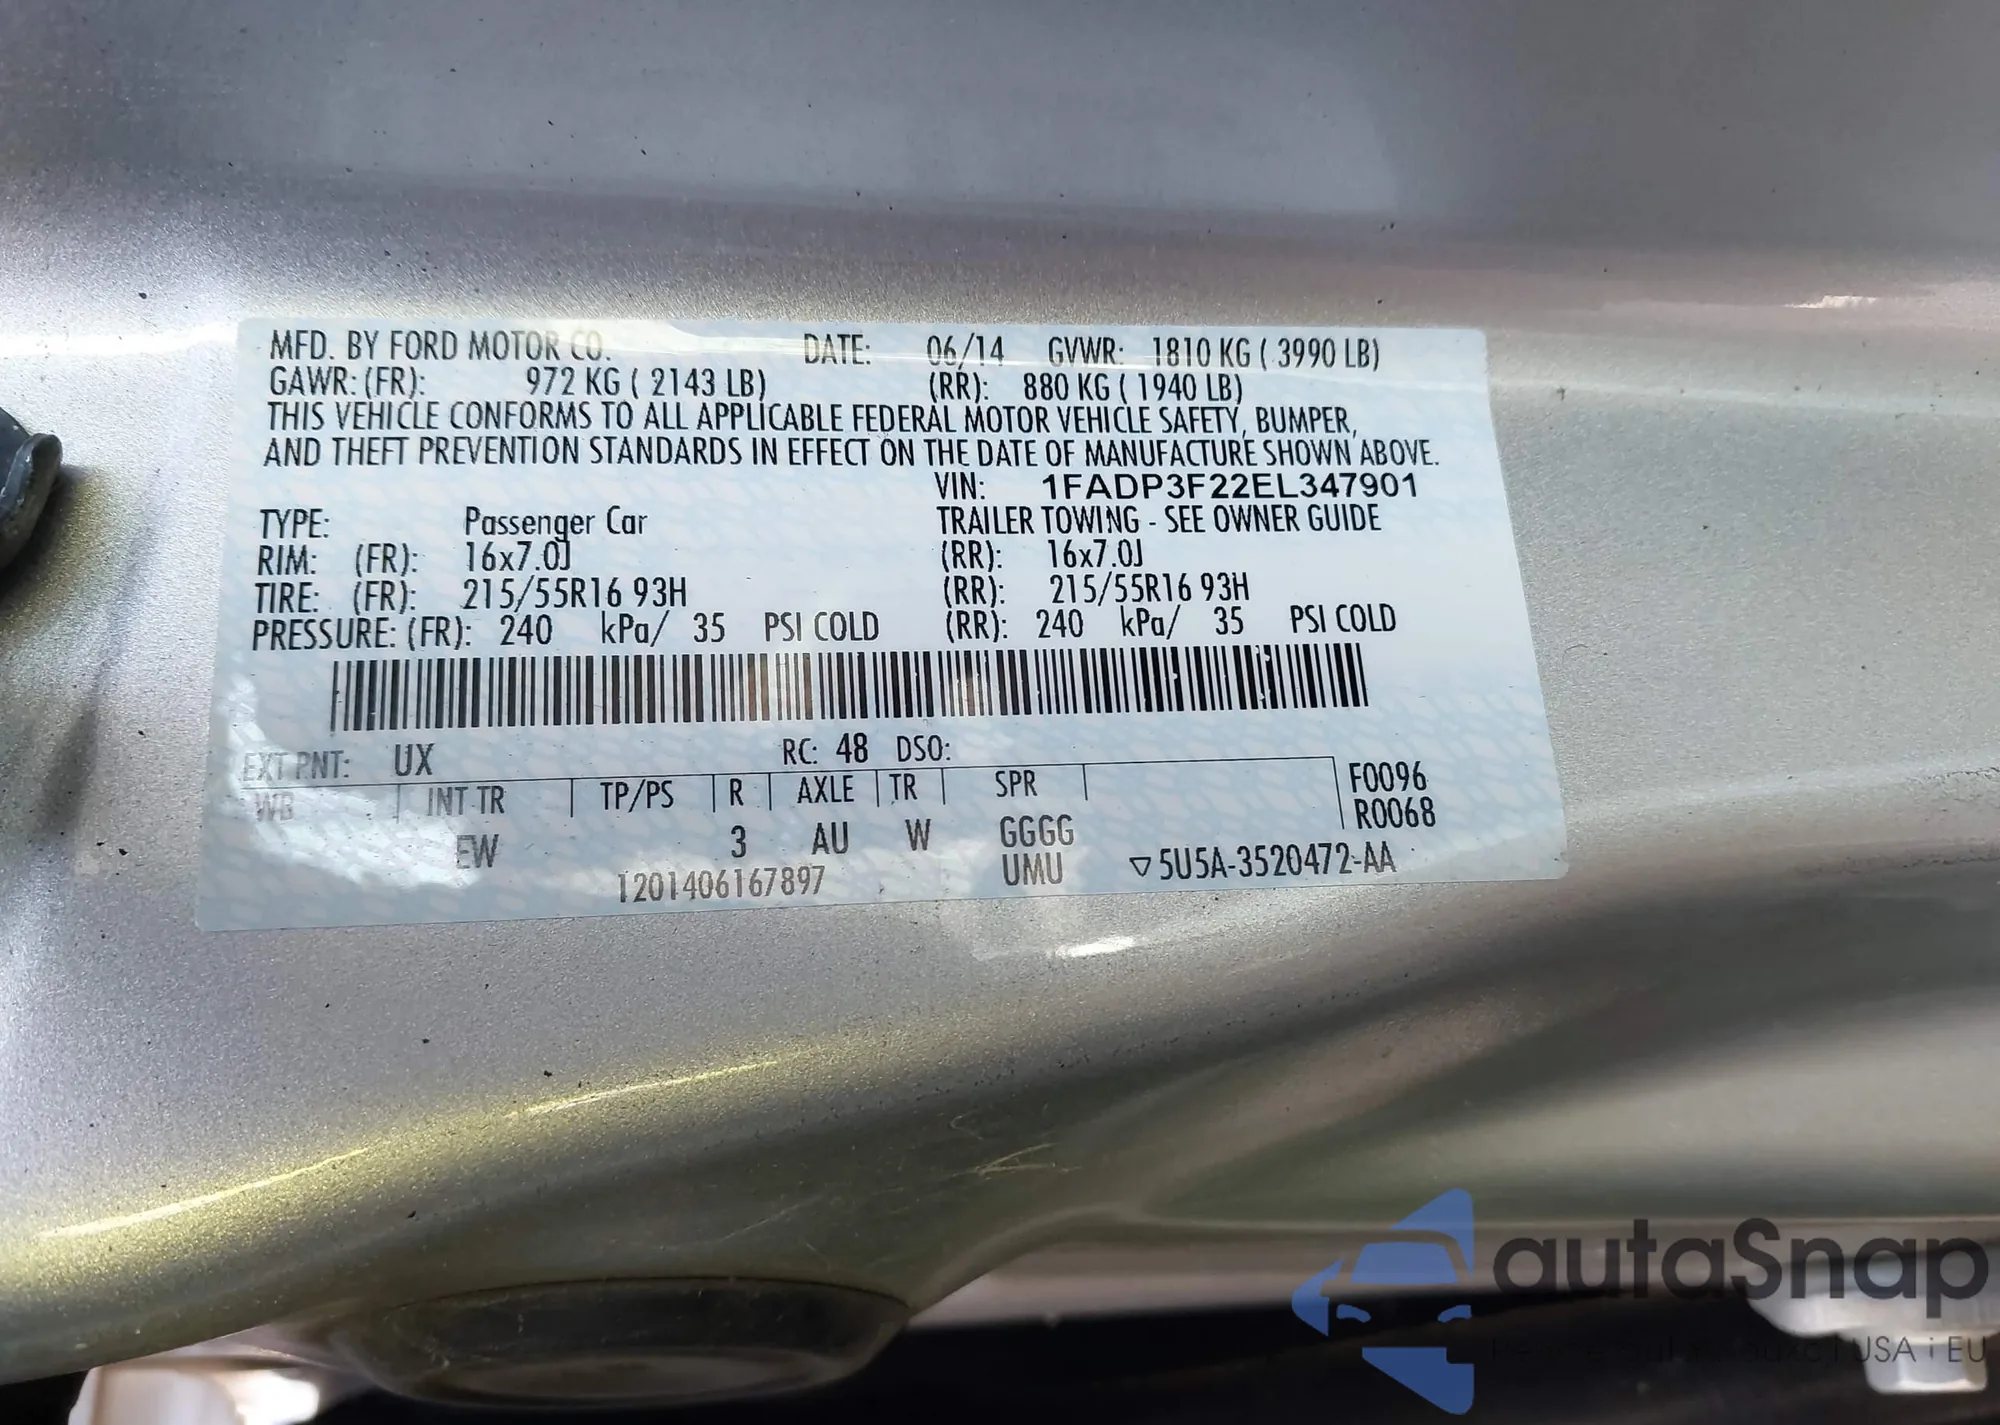 MFD. BY FORD MOTOR CO. DATE: 06/14 GVWR: 1810 KG ( 3990 LB)
GAWR: (FR): 972 KG ( 2143 LB) (RR): 880 KG ( 1940 LB)
THIS VEHICLE CONFORMS TO ALL APPLICABLE FEDERAL MOTOR VEHICLE SAFETY, BUMPER,
AND THEFT PREVENTION STANDARDS IN EFFECT ON THE DATE OF MANUFACTURE SHOWN ABOVE.
VIN: 1FADP3F22EL347901
TYPE: Passenger Car TRAILER TOWING - SEE OWNER GUIDE
RIM: (FR): 16x7.0J (RR): 16x7.0J
TIRE: (FR): 215/55R16 93H (RR): 215/55R16 93H
PRESSURE: (FR): 240 kPa/ 35 PSI COLD (RR): 240 kPa/ 35 PSI COLD
EXT PNT: UX RC: 48 DSO:
WB INT TR TP/PS R AXLE TR SPR F0096
R0068
EW 3 AU W GGGG
1201406167897 UMU 5U5A-3520472-AA
autaSnap
USA i EU